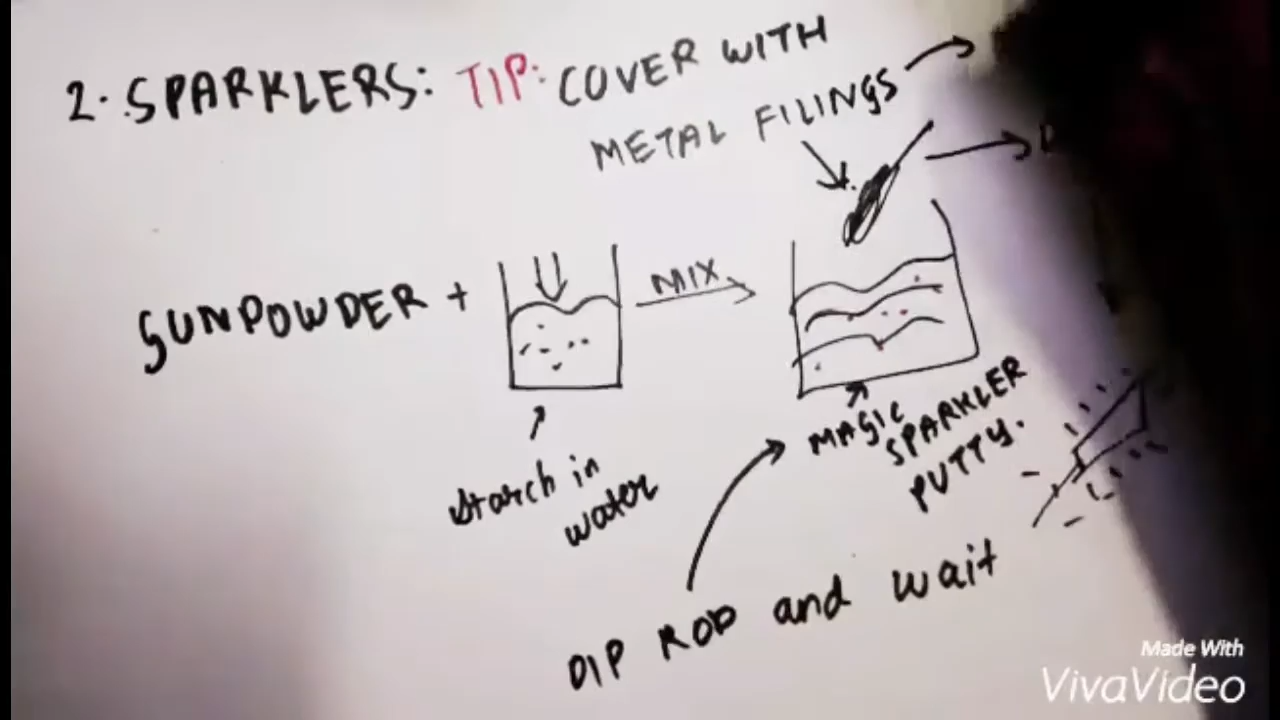 2. SPARKLERS: TIP: COVER WITH
METAL FILINGS
GUNPOWDER +
MIX
starch in
water
MAGIC
SPARKLER
PUTTY.
DIP ROD and wait
Made With
VivaVideo